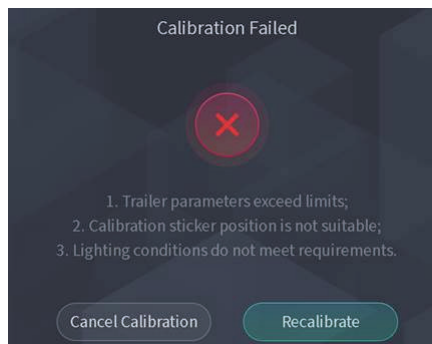 Calibration Failed
1. Trailer parameters exceed limits;
2. Calibration sticker position is not suitable;
3. Lighting conditions do not meet requirements.
Cancel Calibration
Recalibrate